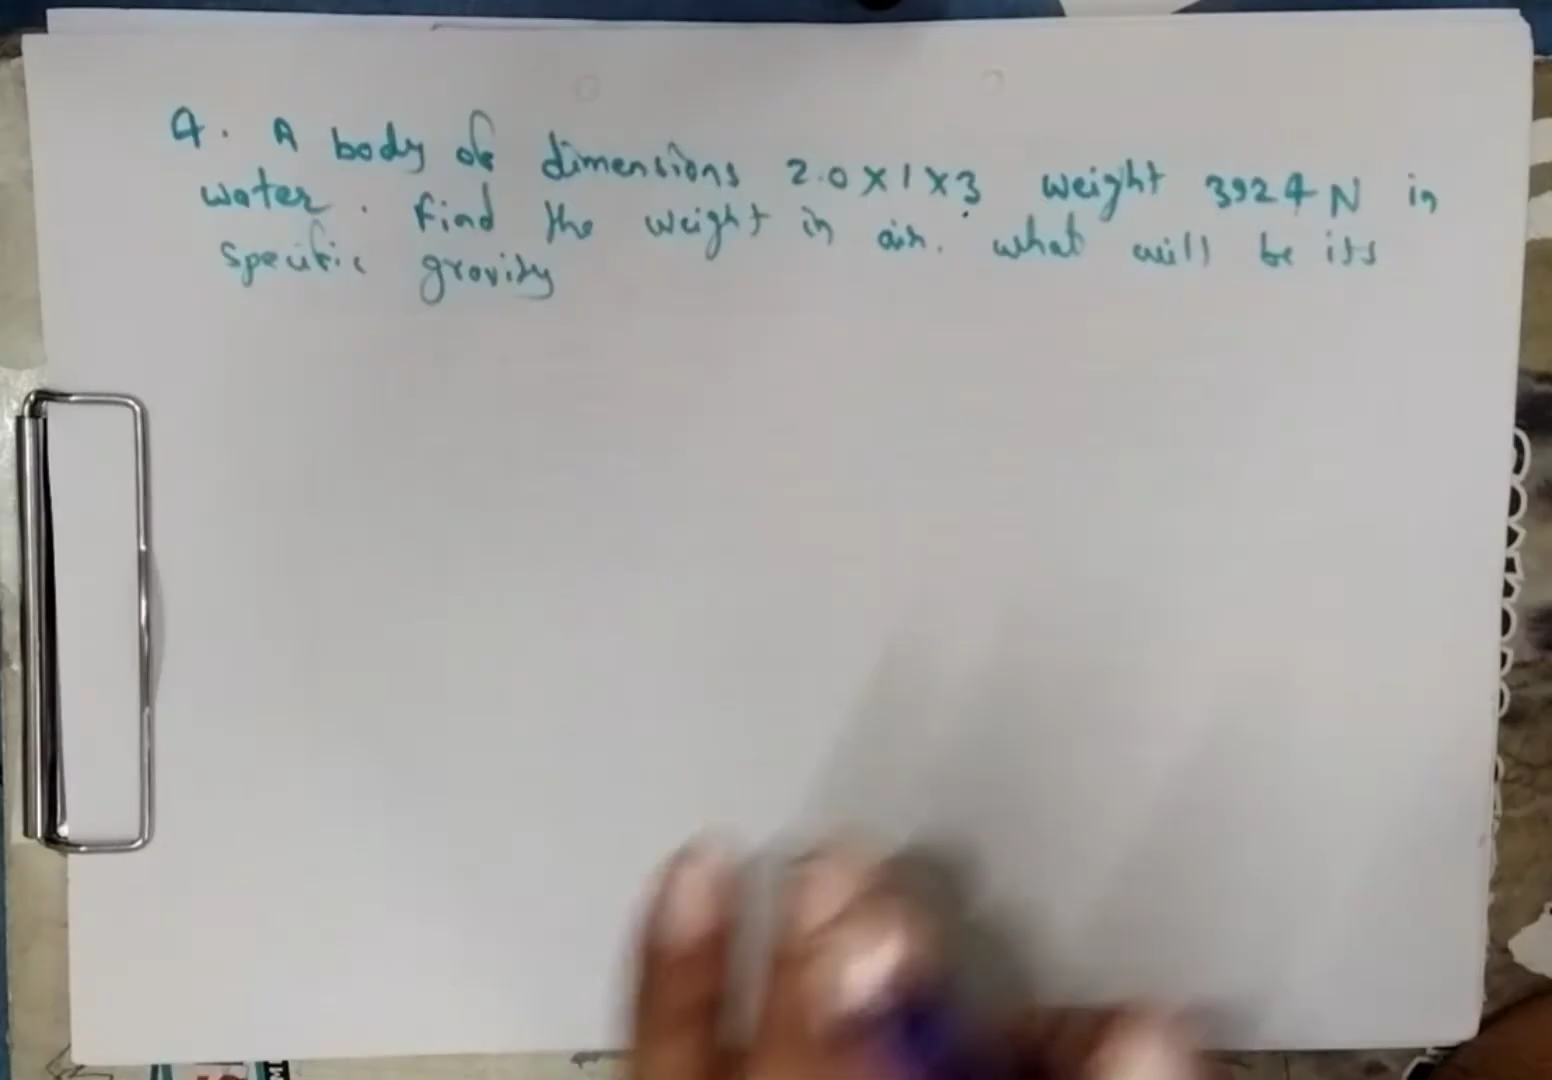 4. A body of dimensions 2.0 X 1 X 3 weight 3924 N in
water. Find the weight in air. What will be its
specific gravity